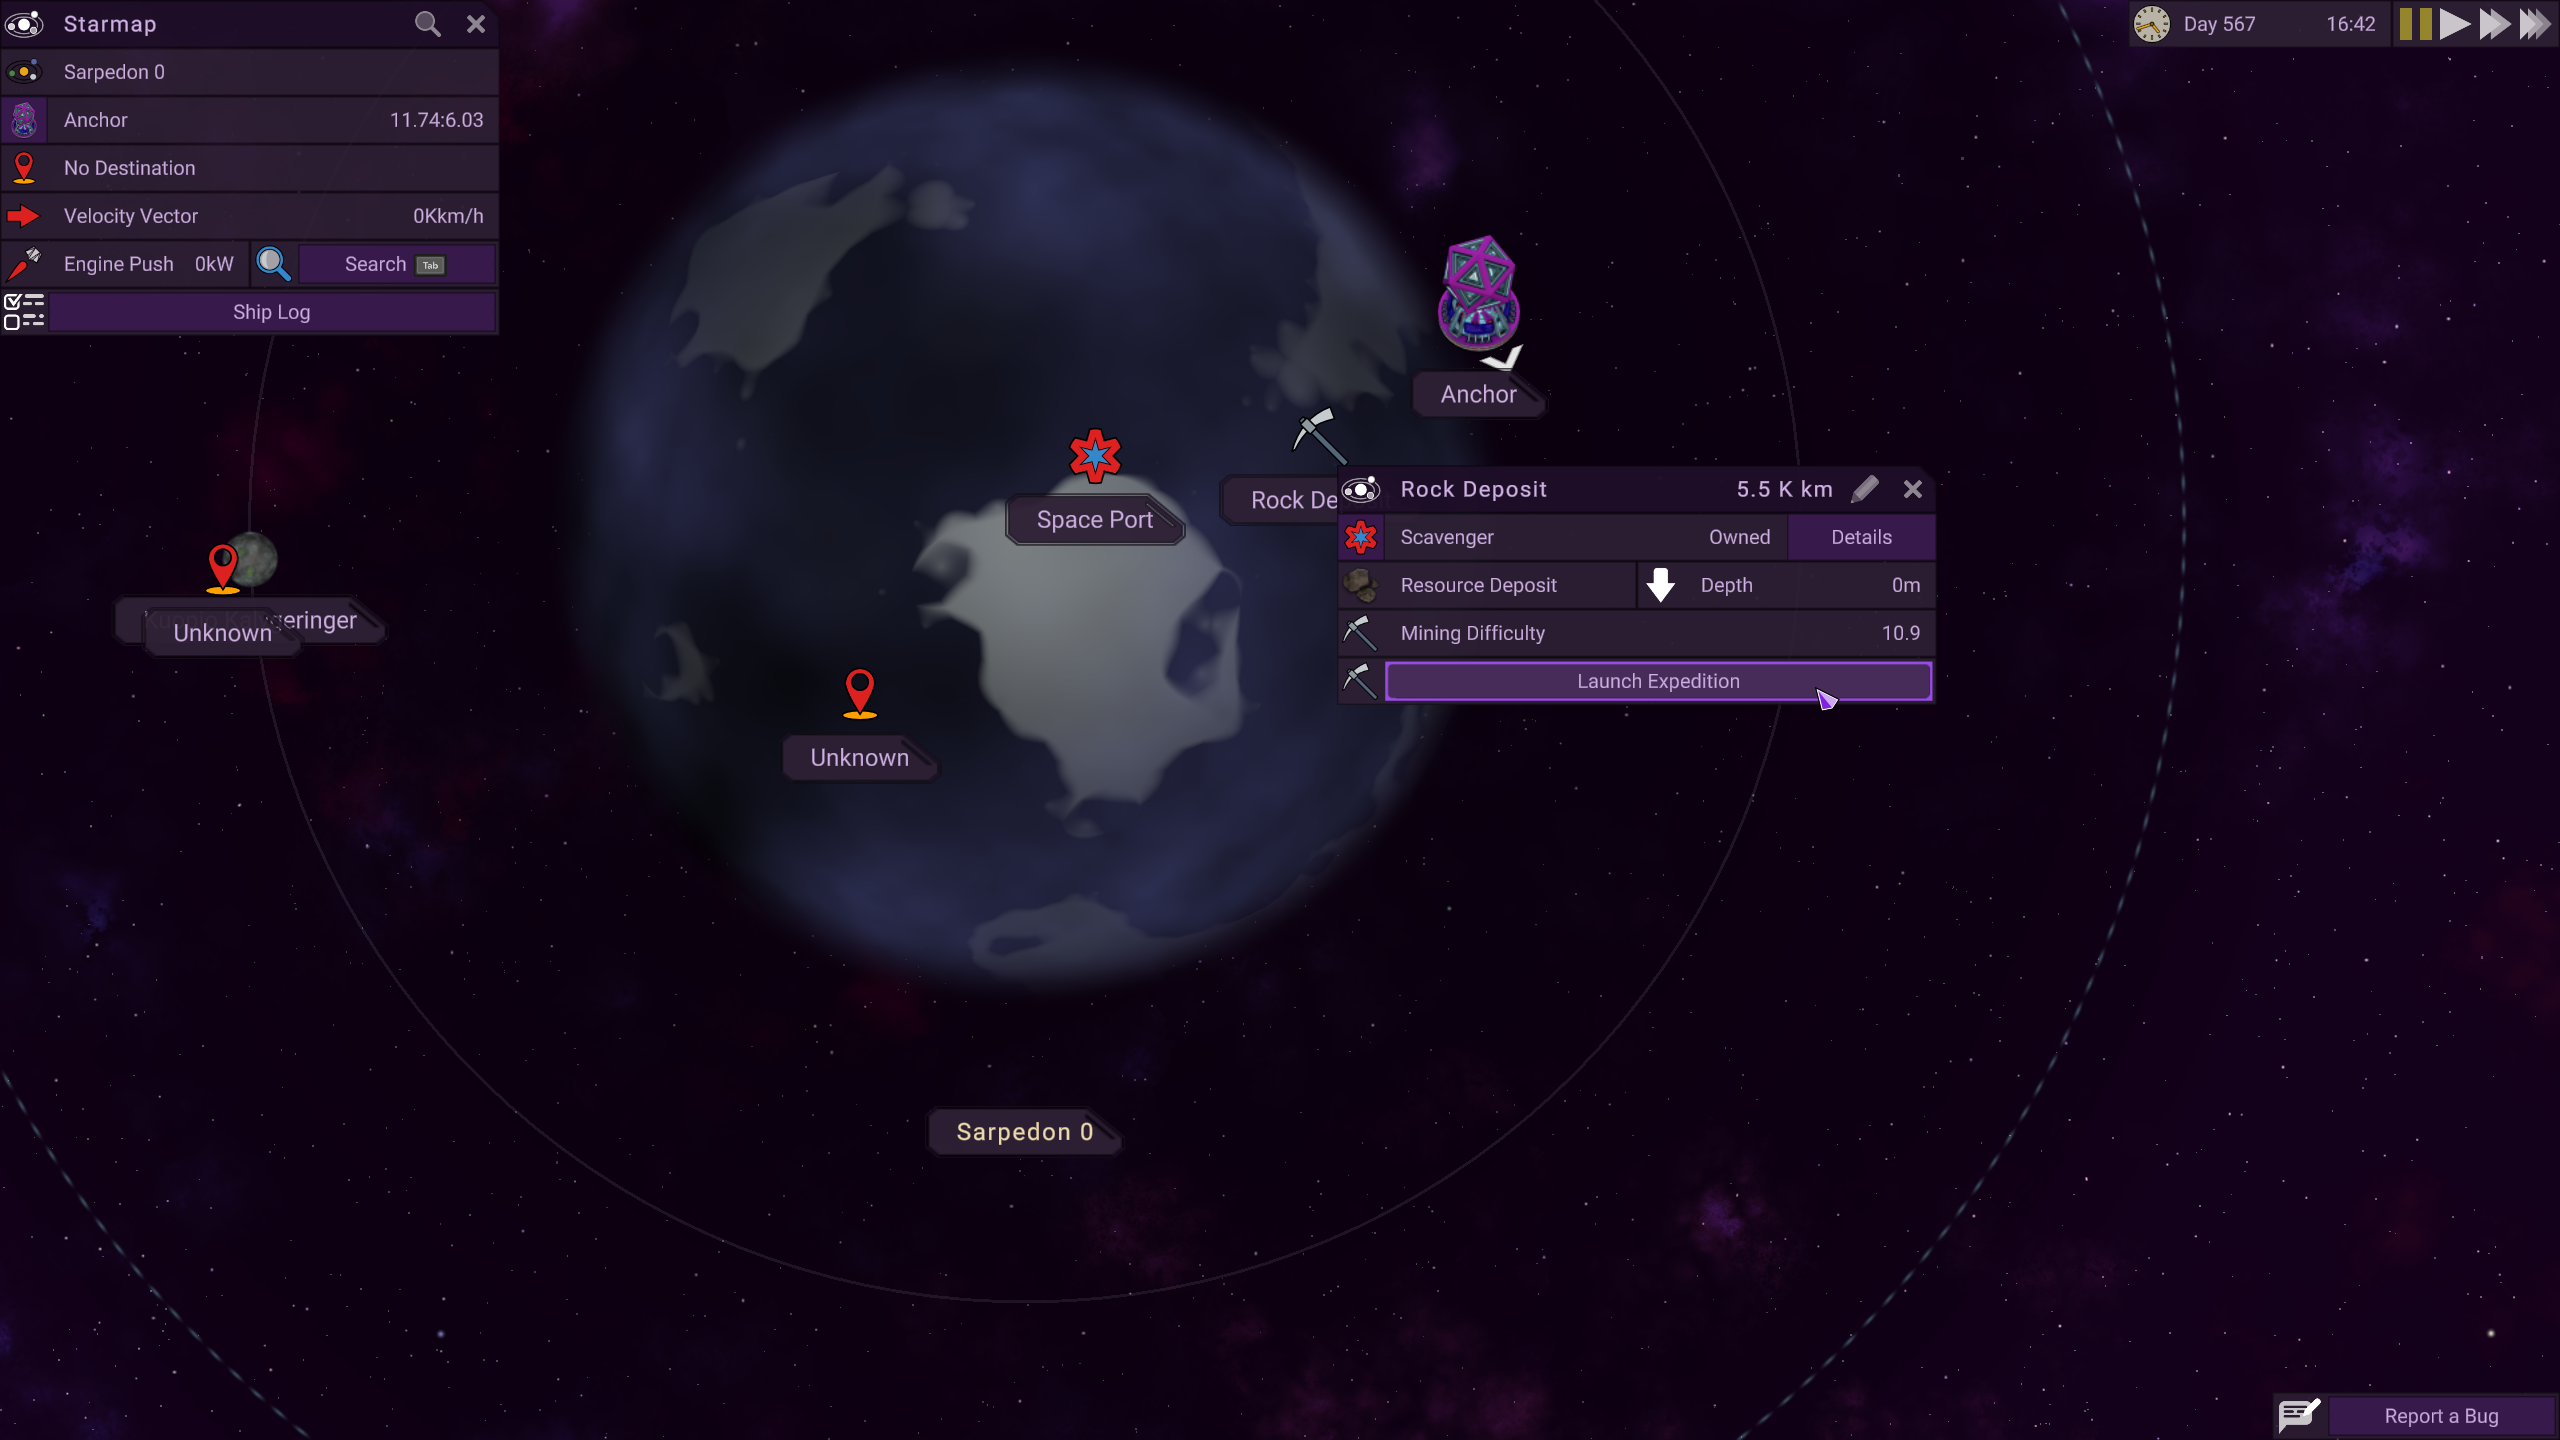 Starmap
Sarpedon 0
Anchor 11.74:6.03
No Destination
Velocity Vector 0Kkm/h
Engine Push 0kW Search Tab
Ship Log
Day 567 16:42
Anchor
Space Port
Rock De
Rock Deposit 5.5 K km
Scavenger Owned Details
Resource Deposit Depth 0m
Mining Difficulty 10.9
Launch Expedition
Unknown
Unknown
Sarpedon 0
Report a Bug